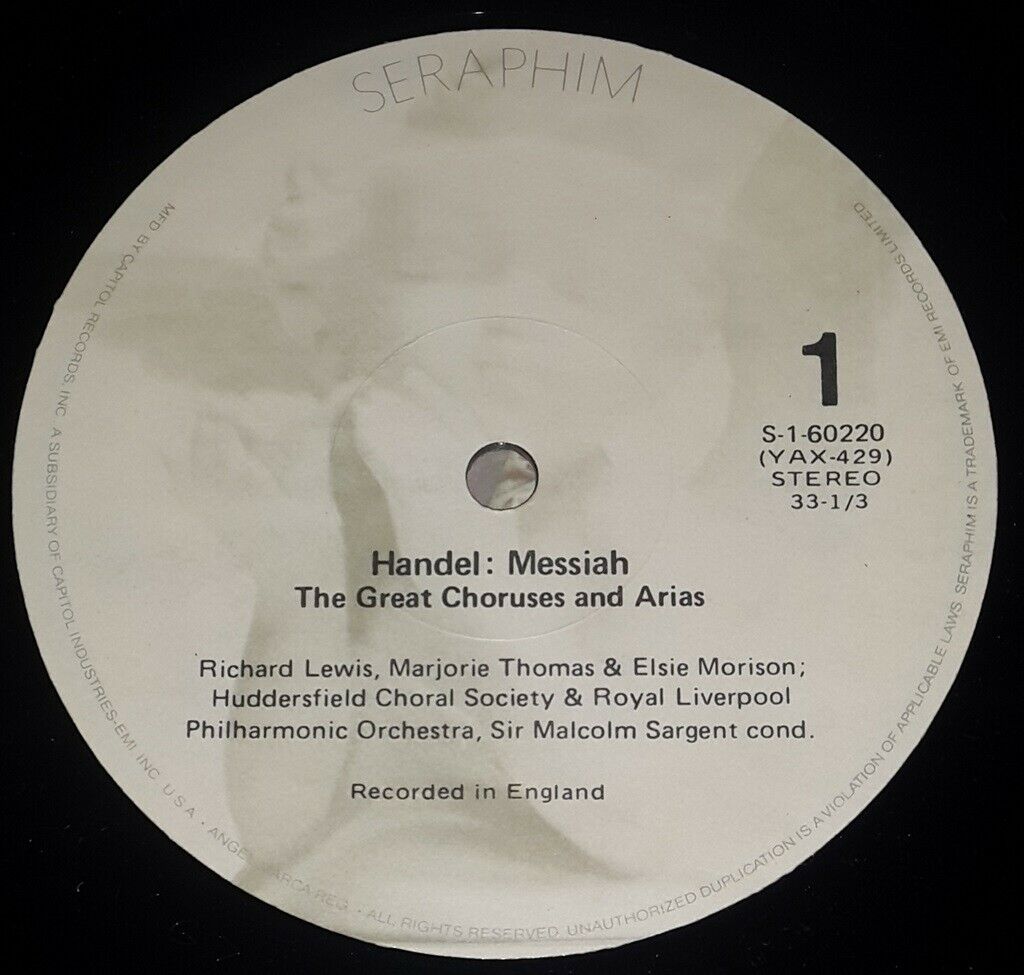 SERAPHIM
1
S-1-60220
(YAX-429)
STEREO
33-1/3
Handel: Messiah
The Great Choruses and Arias
Richard Lewis, Marjorie Thomas & Elsie Morison;
Huddersfield Choral Society & Royal Liverpool
Philharmonic Orchestra, Sir Malcolm Sargent cond.
Recorded in England
MFD BY CAPITOL RECORDS, INC. A SUBSIDIARY OF CAPITOL INDUSTRIES-EMI, INC. U.S.A. • REG. • ALL RIGHTS RESERVED. UNAUTHORIZED DUPLICATION IS A VIOLATION OF APPLICABLE LAWS. SERAPHIM IS A TRADEMARK OF EMI RECORDS LIMITED